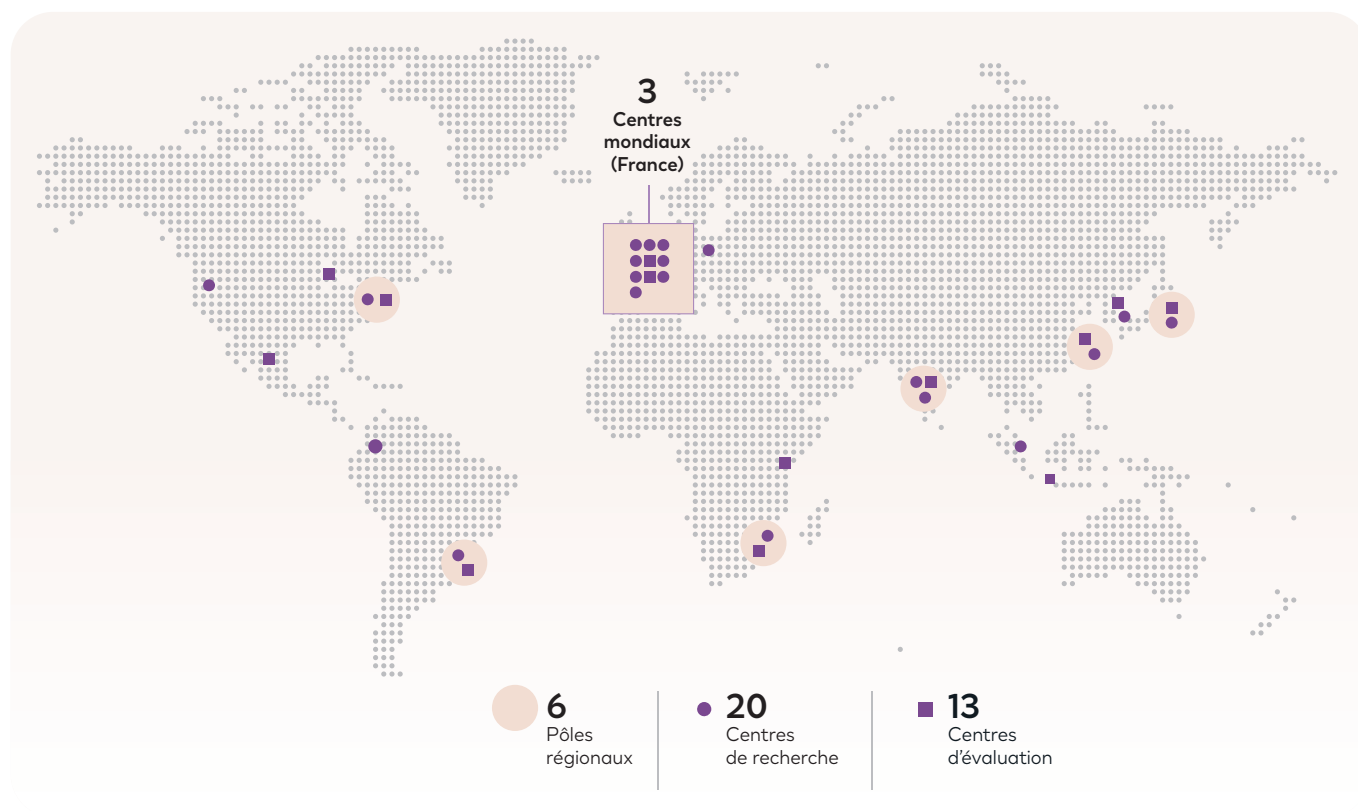 3
Centres
mondiaux
(France)
6
Pôles
régionaux
20
Centres
de recherche
13
Centres
d’évaluation